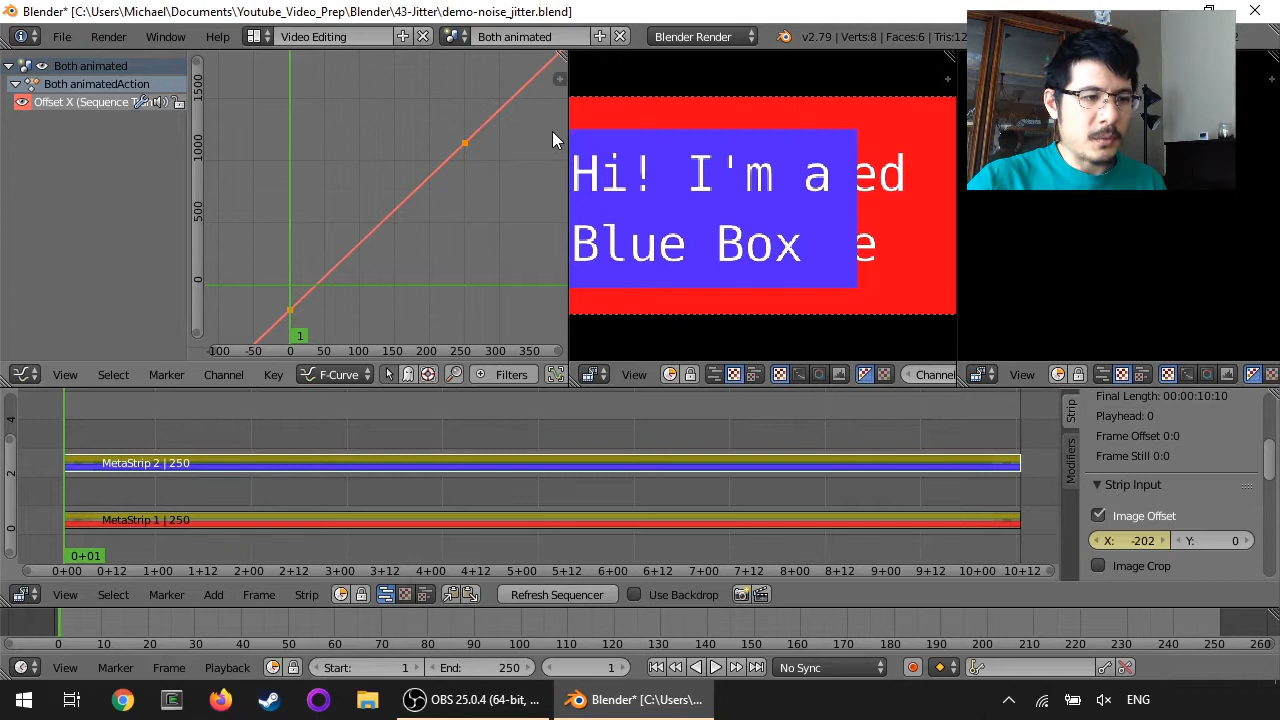 Blender* [C:\Users\Michael\Documents\Youtube_Video_Prep\Blender\43-Jitter\demo-noise_jitter.blend]
File Render Window Help Video Editing Both animated Blender Render v2.79 | Verts:8 | Faces:6 | Tris:12
Both animated
Both animatedAction
Offset X (Sequence
1500
1000
500
0
1
-100 -50 0 50 100 150 200 250 300 350
Hi! I'm a ed
Blue Box e
View Select Marker Channel Key F-Curve Filters
View Channel
View
4
2
0
MetaStrip 2 | 250
MetaStrip 1 | 250
0+01
0+00 0+12 1+00 0+12 2+00 0+12 3+00 0+12 4+00 0+12 5+00 0+12 6+00 6+12 7+00 0+12 8+00 0+12 9+00 0+12 10+00 10+12
Strip
Modifiers
Final Length: 00:00:10:10
Playhead: 0
Frame Offset 0:0
Frame Still 0:0
Strip Input
Image Offset
X: -202 Y: 0
Image Crop
View Select Marker Add Frame Strip Refresh Sequencer Use Backdrop
0 10 20 30 40 50 60 70 80 90 100 110 120 130 140 150 160 170 180 190 200 210 220 230 240 250 260
View Marker Frame Playback Start: 1 End: 250 1 No Sync
OBS 25.0.4 (64-bit, ... Blender* [C:\Users\... ENG